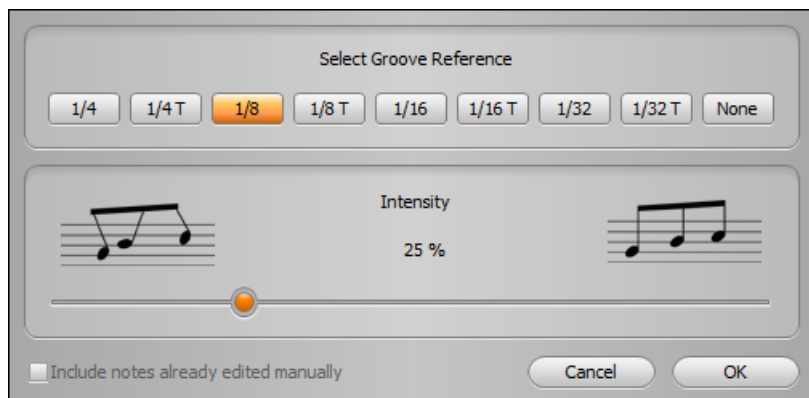 Select Groove Reference
1/4 1/4 T 1/8 1/8 T 1/16 1/16 T 1/32 1/32 T None
Intensity
25 %
Include notes already edited manually Cancel OK